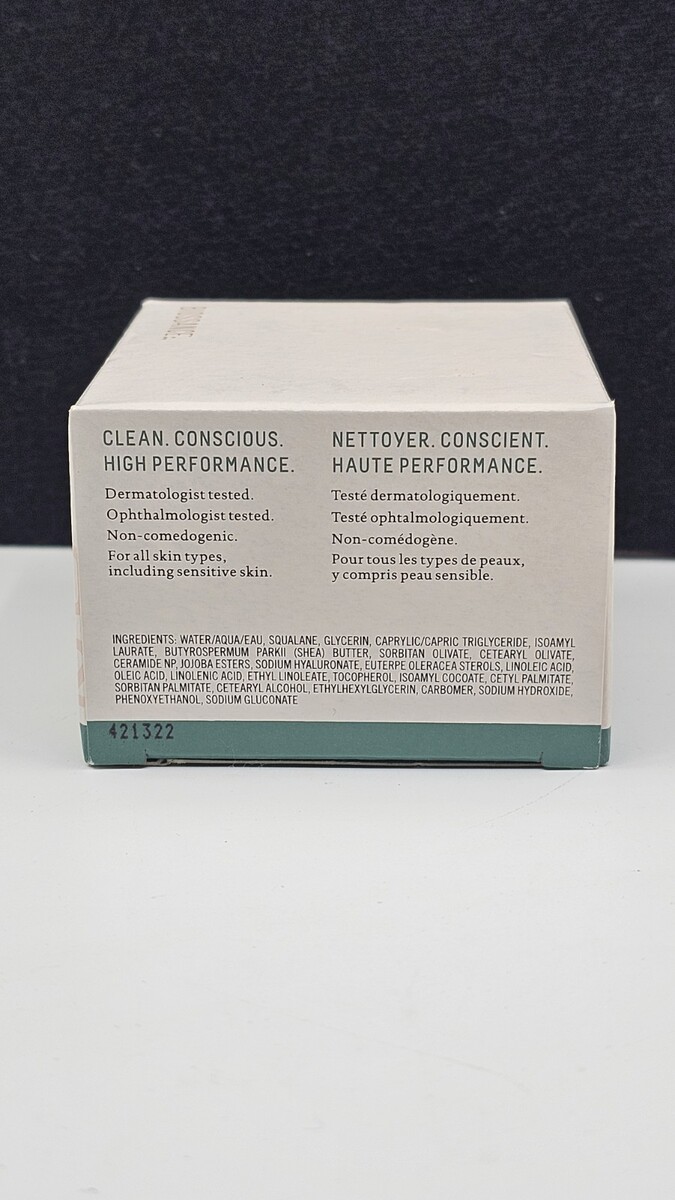 BIOSSANCE
CLEAN. CONSCIOUS.
HIGH PERFORMANCE.
Dermatologist tested.
Ophthalmologist tested.
Non-comedogenic.
For all skin types,
including sensitive skin.
NETTOYER. CONSCIENT.
HAUTE PERFORMANCE.
Testé dermatologiquement.
Testé ophtalmologiquement.
Non-comédogène.
Pour tous les types de peaux,
y compris peau sensible.
INGREDIENTS: WATER/AQUA/EAU, SQUALANE, GLYCERIN, CAPRYLIC/CAPRIC TRIGLYCERIDE, ISOAMYL
LAURATE, BUTYROSPERMUM PARKII (SHEA) BUTTER, SORBITAN OLIVATE, CETEARYL OLIVATE,
CERAMIDE NP, JOJOBA ESTERS, SODIUM HYALURONATE, EUTERPE OLERACEA STEROLS, LINOLEIC ACID,
OLEIC ACID, LINOLENIC ACID, ETHYL LINOLEATE, TOCOPHEROL, ISOAMYL COCOATE, CETYL PALMITATE,
SORBITAN PALMITATE, CETEARYL ALCOHOL, ETHYLHEXYLGLYCERIN, CARBOMER, SODIUM HYDROXIDE,
PHENOXYETHANOL, SODIUM GLUCONATE
421322